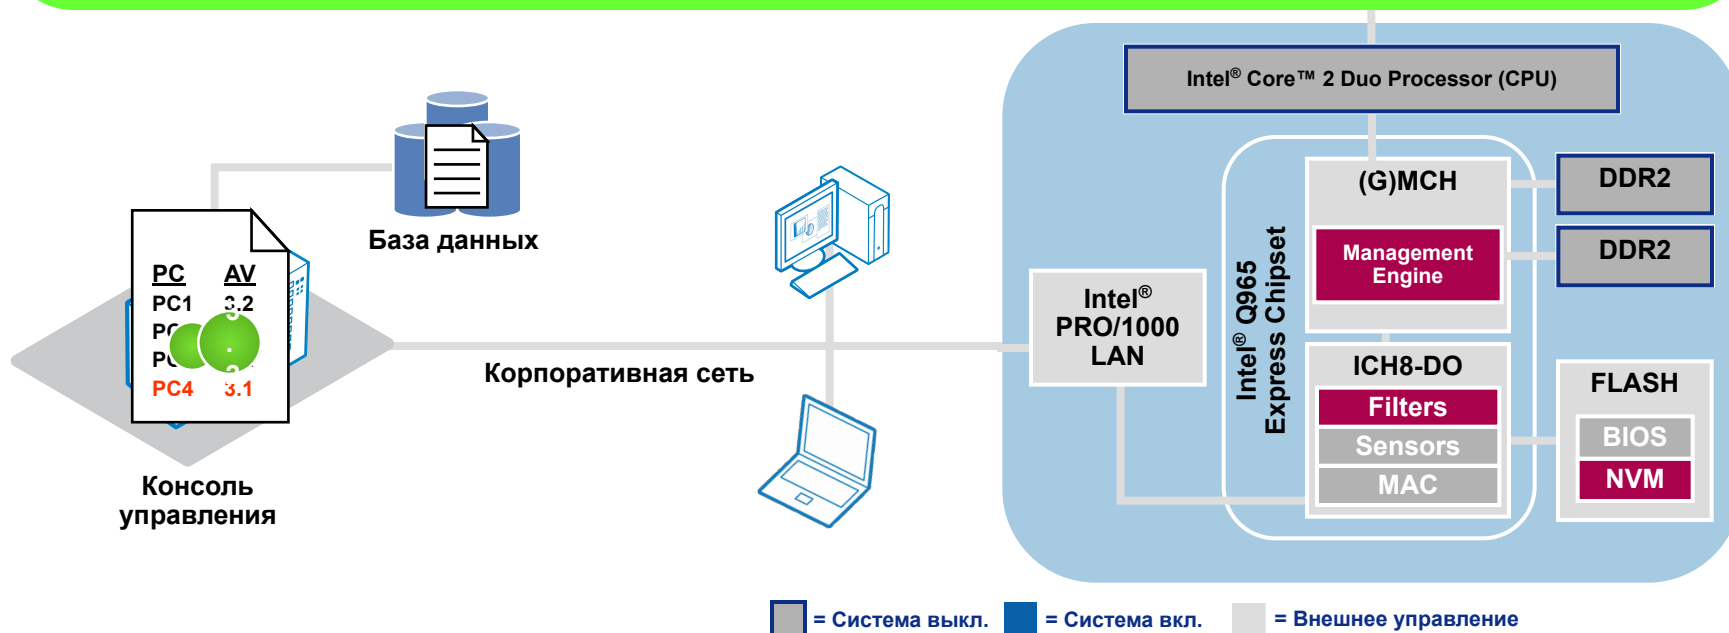 Intel® Core™ 2 Duo Processor (CPU)
(G)MCH
DDR2
DDR2
Management
Engine
Intel® Q965
Express Chipset
Intel®
PRO/1000
LAN
ICH8-DO
Filters
Sensors
MAC
FLASH
BIOS
NVM
База данных
PC AV
PC1 3.2
PC4 3.1
Корпоративная сеть
Консоль
управления
= Система выкл.
= Система вкл.
= Внешнее управление